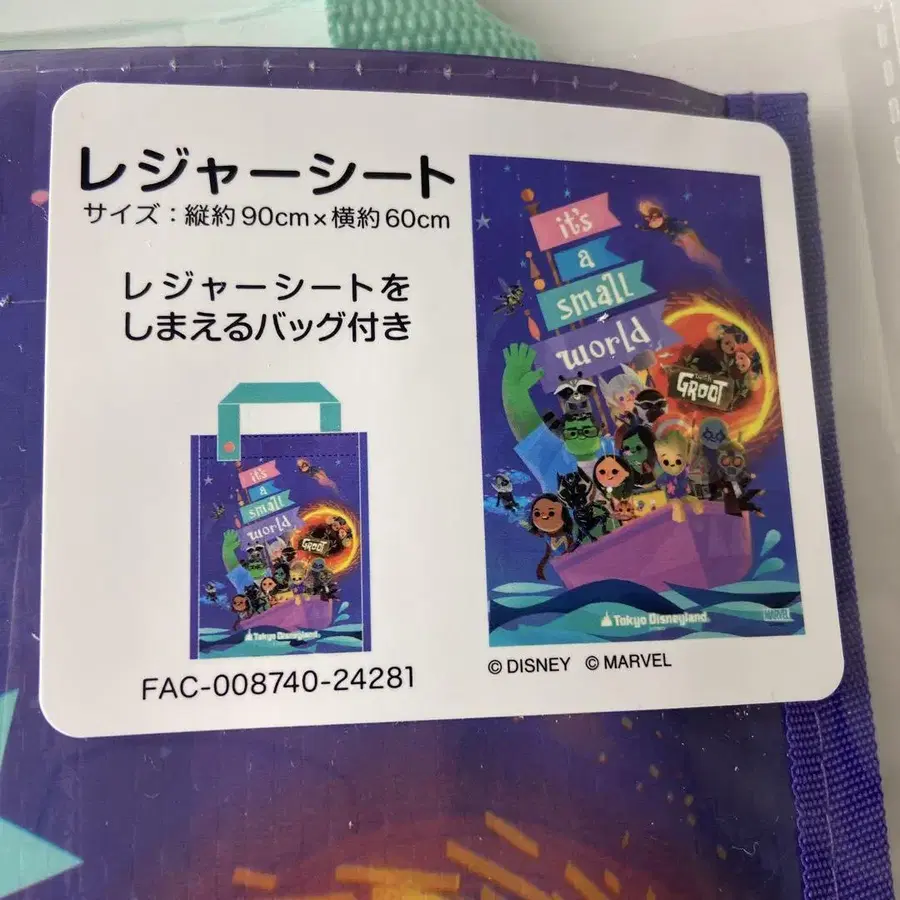 レジャーシート
サイズ：縦約90cm×横約60cm
レジャーシートを
しまえるバッグ付き
it's
a
small
world
GROOT
Tokyo Disneyland
FAC-008740-24281
it's
a
small
world
GROOT
Tokyo Disneyland
MARVEL
© DISNEY © MARVEL